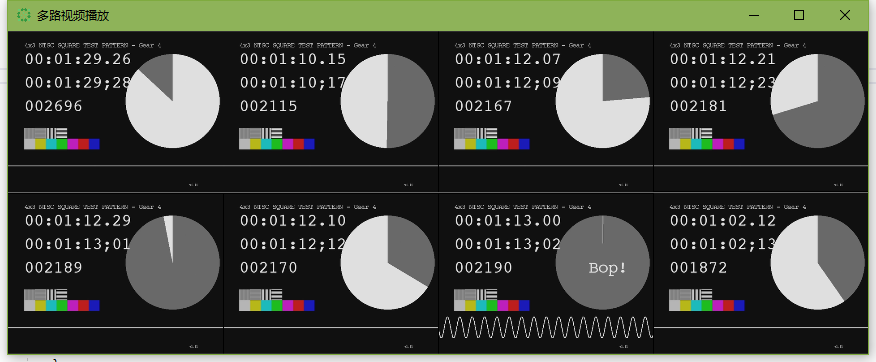 多路视频播放
4x3 NTSC SQUARE TEST PATTERN - Gear 4
00:01:29.26
00:01:29;28
002696
4x3 NTSC SQUARE TEST PATTERN - Gear 4
00:01:10.15
00:01:10;17
002115
4x3 NTSC SQUARE TEST PATTERN - Gear 4
00:01:12.07
00:01:12;09
002167
4x3 NTSC SQUARE TEST PATTERN - Gear 4
00:01:12.21
00:01:12;23
002181
4x3 NTSC SQUARE TEST PATTERN - Gear 4
00:01:12.29
00:01:13;01
002189
4x3 NTSC SQUARE TEST PATTERN - Gear 4
00:01:12.10
00:01:12;12
002170
4x3 NTSC SQUARE TEST PATTERN - Gear 4
00:01:13.00
00:01:13;02
002190
Bop!
4x3 NTSC SQUARE TEST PATTERN - Gear 4
00:01:02.12
00:01:02;13
001872